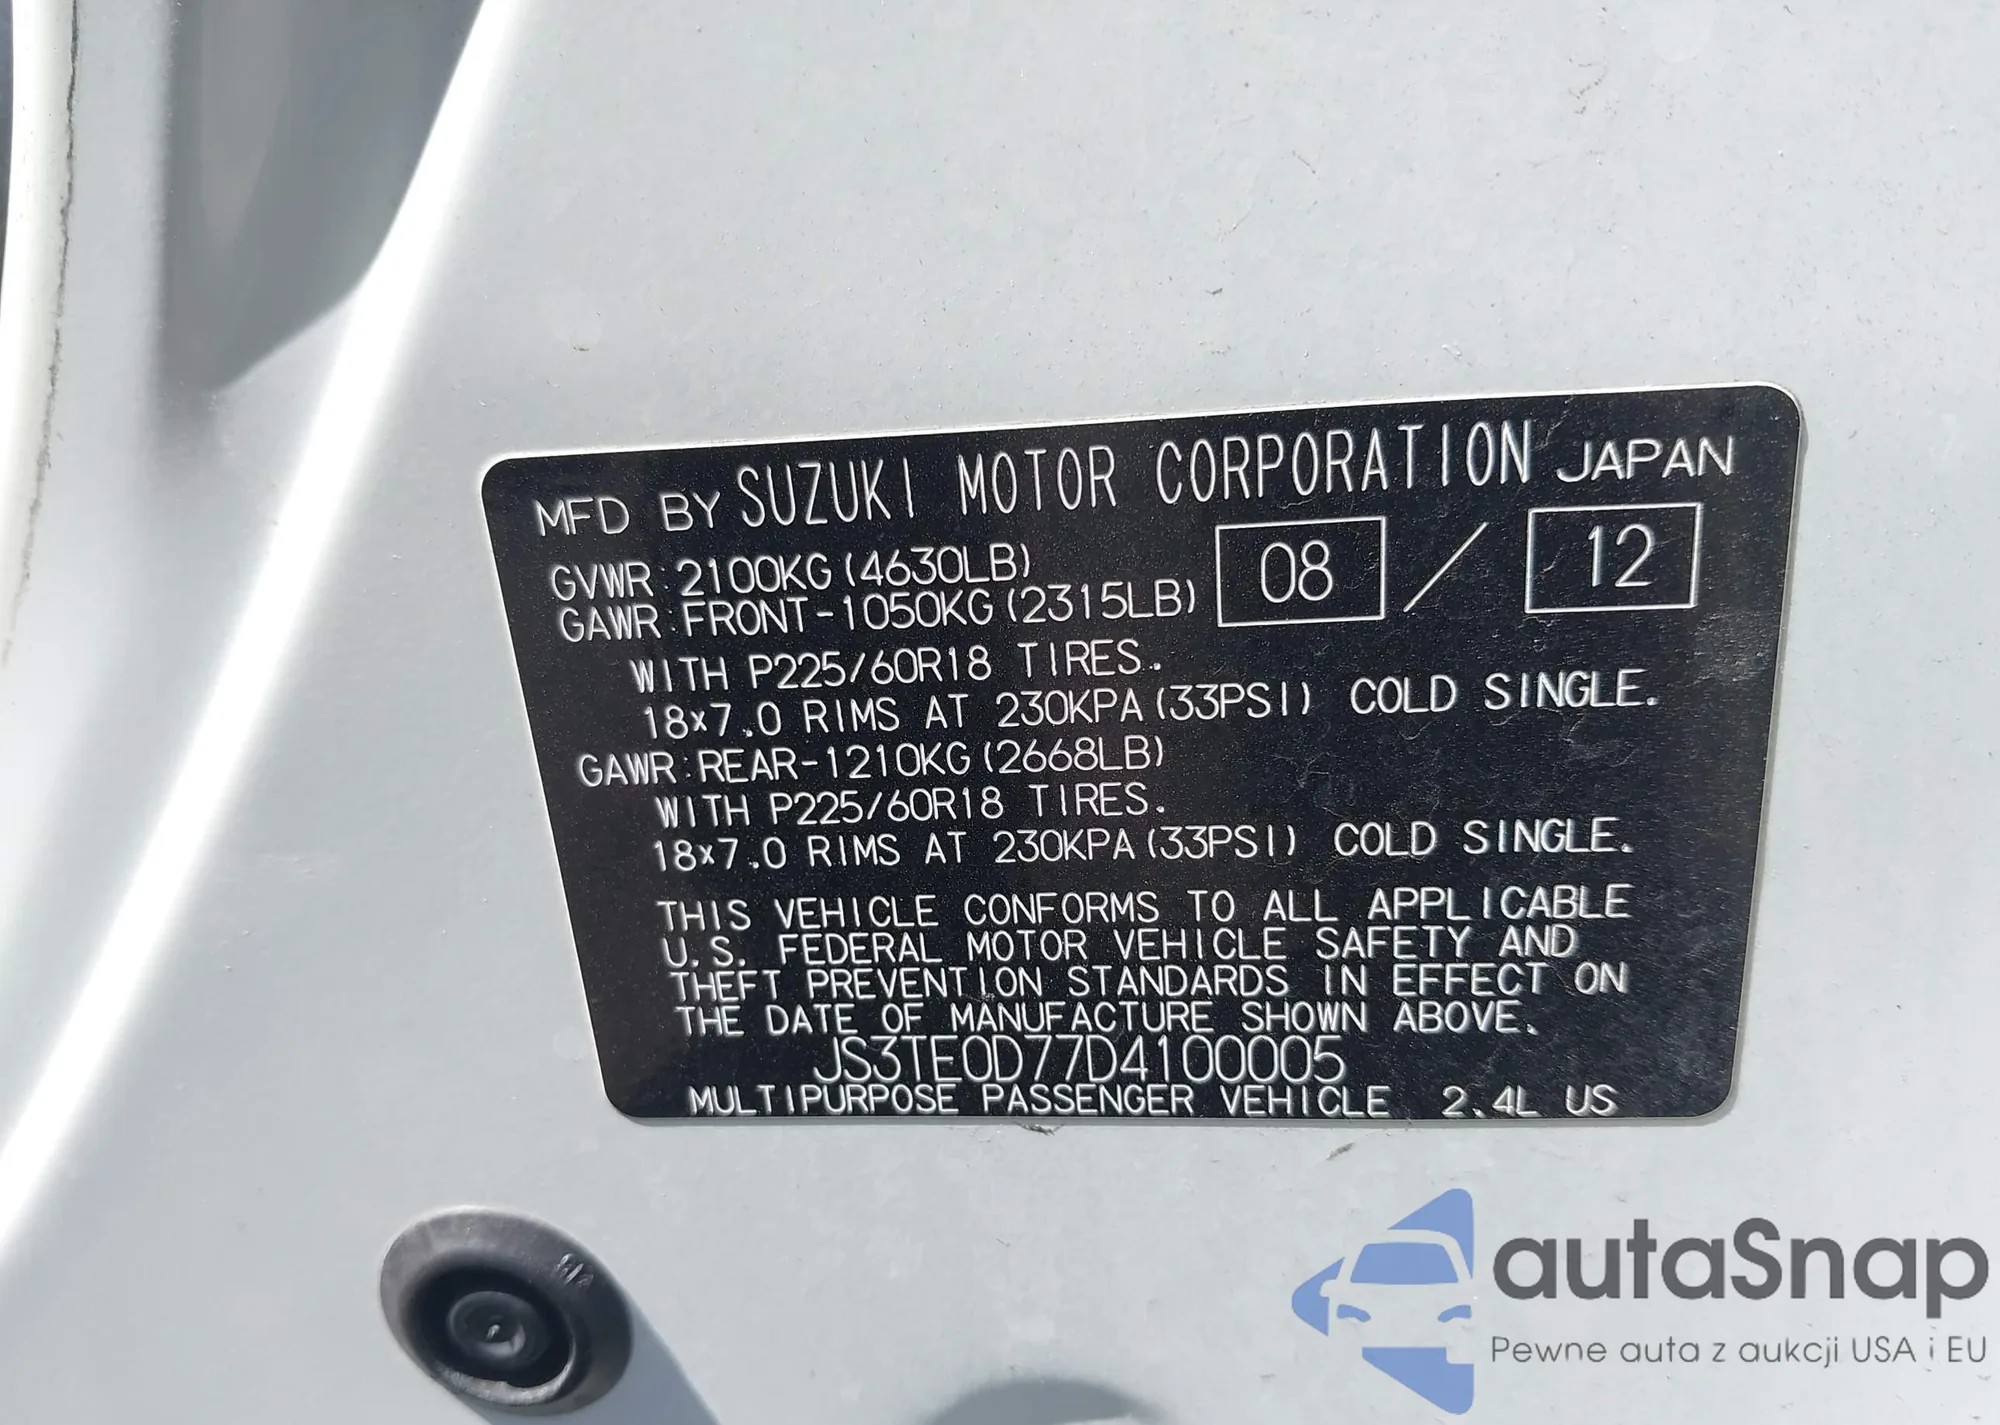 MFD BY SUZUKI MOTOR CORPORATION JAPAN
GVWR:2100KG(4630LB)
08 / 12
GAWR:FRONT-1050KG(2315LB)
WITH P225/60R18 TIRES.
18×7.0 RIMS AT 230KPA(33PSI) COLD SINGLE.
GAWR:REAR-1210KG(2668LB)
WITH P225/60R18 TIRES.
18×7.0 RIMS AT 230KPA(33PSI) COLD SINGLE.
THIS VEHICLE CONFORMS TO ALL APPLICABLE
U.S. FEDERAL MOTOR VEHICLE SAFETY AND
THEFT PREVENTION STANDARDS IN EFFECT ON
THE DATE OF MANUFACTURE SHOWN ABOVE.
JS3TE0D77D4100005
MULTIPURPOSE PASSENGER VEHICLE 2.4L US
autaSnap
Pewne auta z aukcji USA i EU